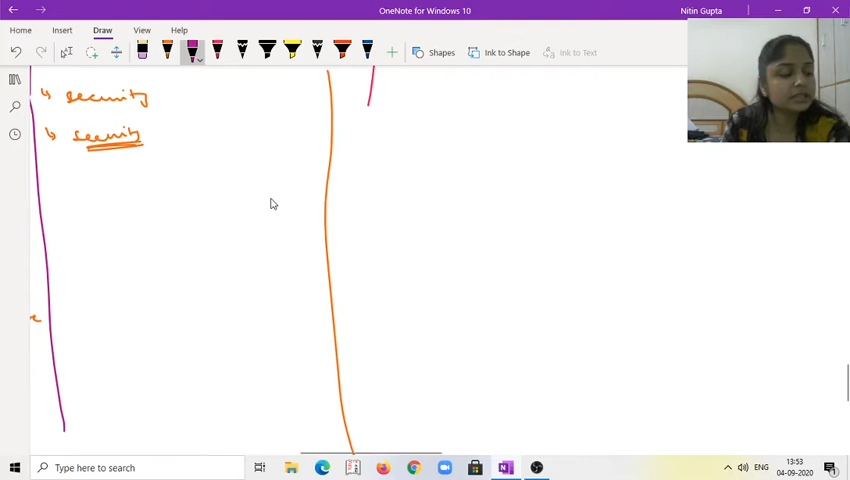 OneNote for Windows 10
Nitin Gupta
Home Insert Draw View Help
Shapes
Ink to Shape
Ink to Text
security
security
Type here to search
ENG
13:53
04-09-2020